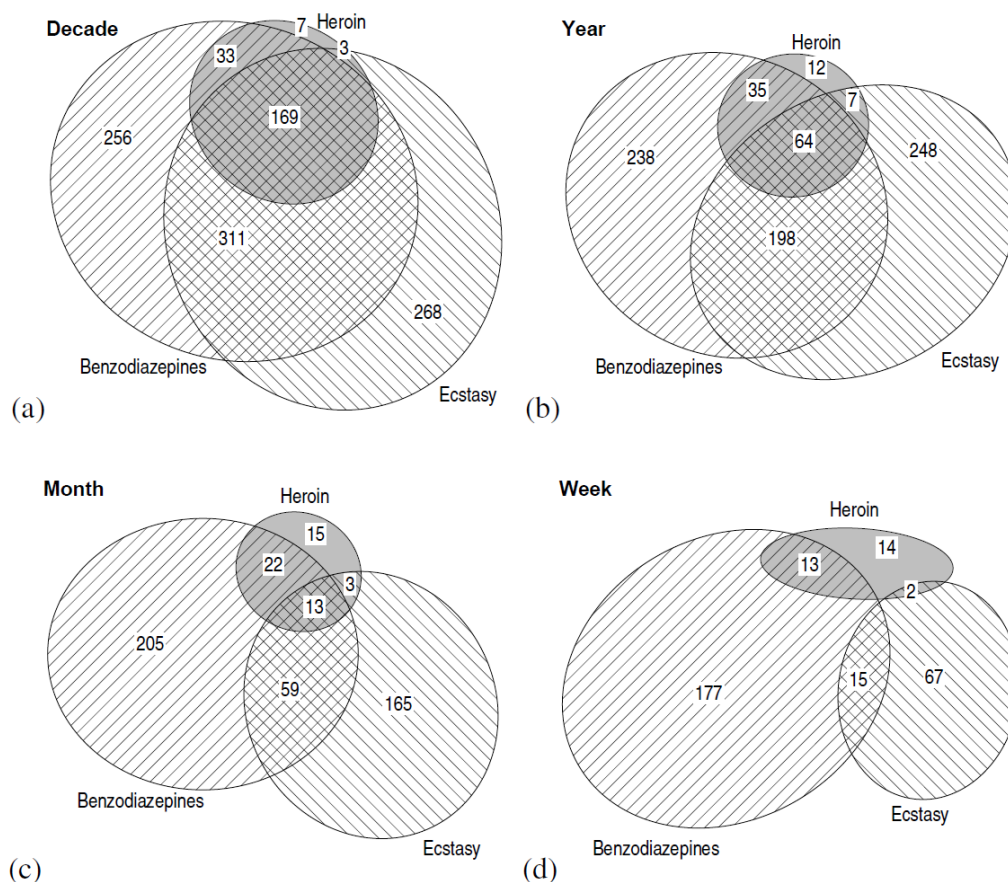 Decade
7
Heroin
33
3
256
169
311
268
Benzodiazepines
Ecstasy
(a)
Year
Heroin
12
35
7
238
64
248
198
Benzodiazepines
Ecstasy
(b)
Month
Heroin
15
22
3
13
205
59
165
Benzodiazepines
Ecstasy
(c)
Week
Heroin
14
13
2
177
15
67
Ecstasy
Benzodiazepines
(d)